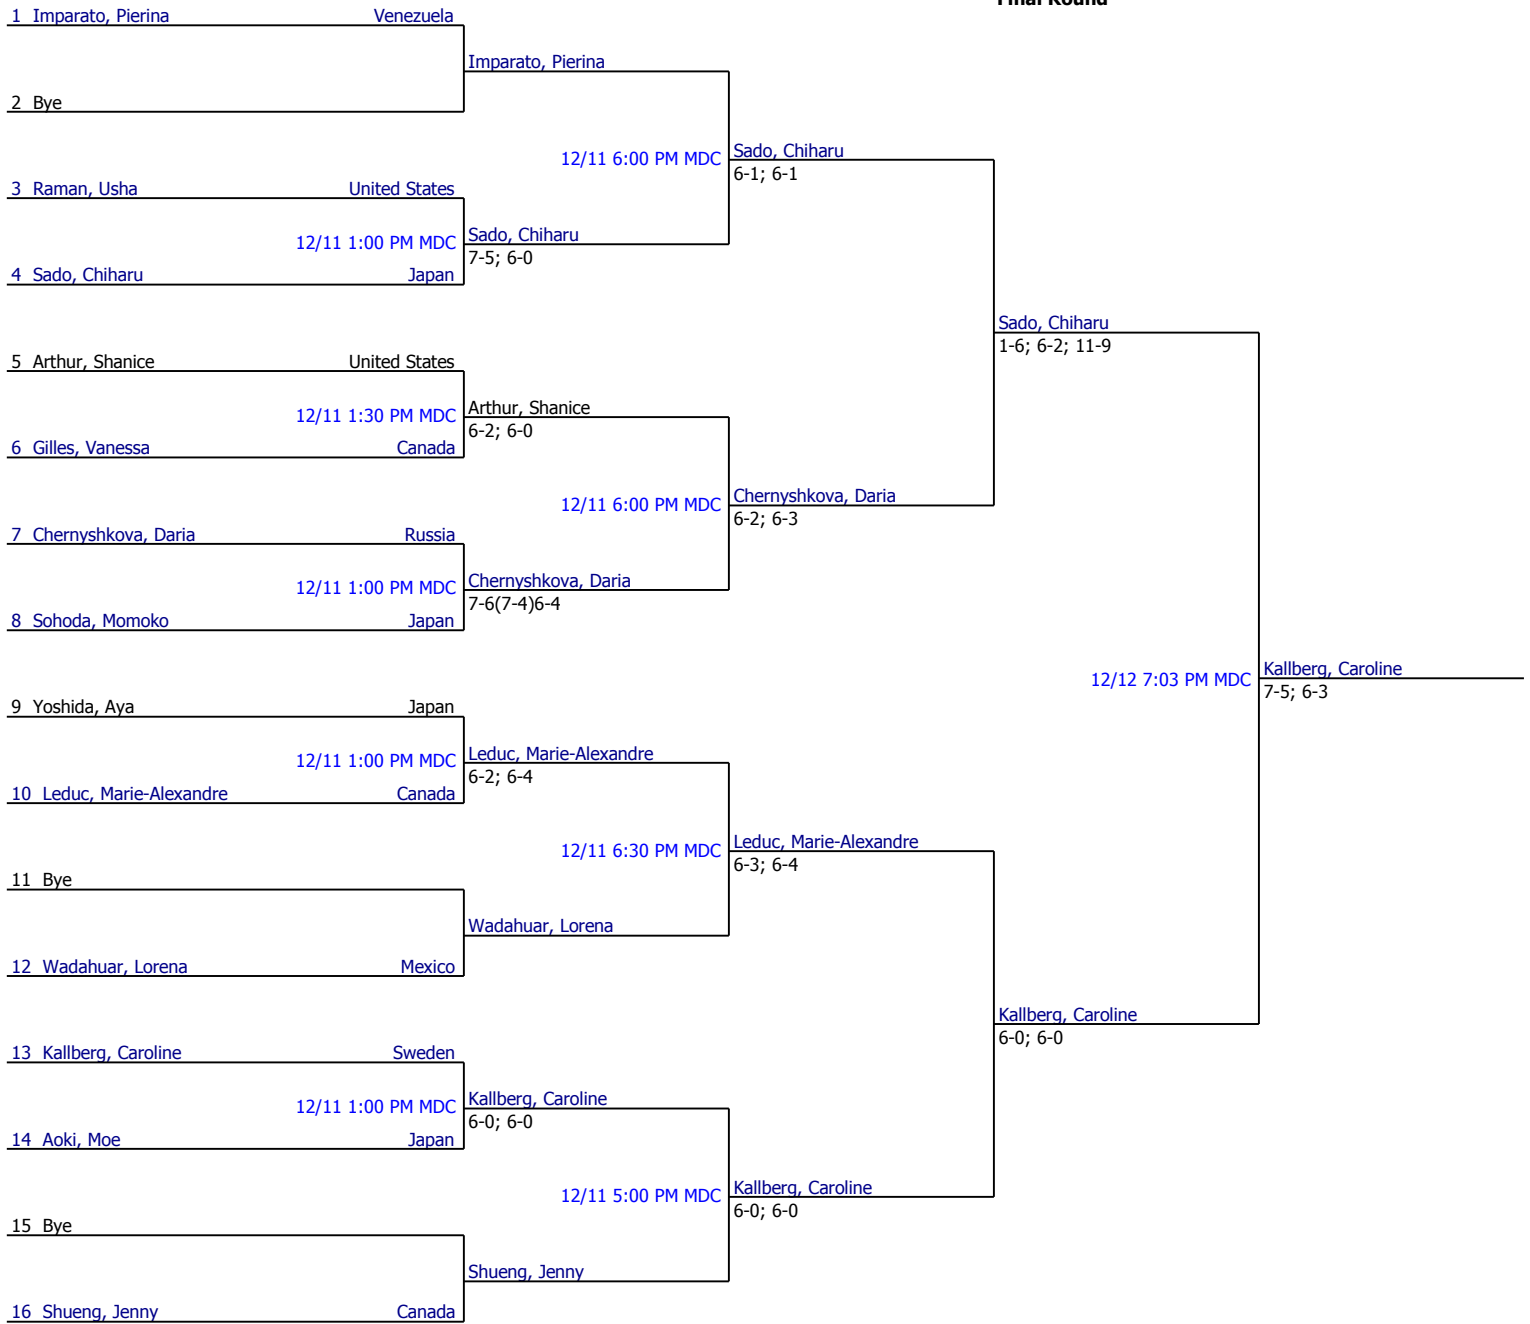 Final Round
1 Imparato, Pierina Venezuela
Imparato, Pierina
2 Bye
12/11 6:00 PM MDC Sado, Chiharu
6-1; 6-1
3 Raman, Usha United States
12/11 1:00 PM MDC Sado, Chiharu
7-5; 6-0
4 Sado, Chiharu Japan
Sado, Chiharu
1-6; 6-2; 11-9
5 Arthur, Shanice United States
12/11 1:30 PM MDC Arthur, Shanice
6-2; 6-0
6 Gilles, Vanessa Canada
12/11 6:00 PM MDC Chernyshkova, Daria
6-2; 6-3
7 Chernyshkova, Daria Russia
12/11 1:00 PM MDC Chernyshkova, Daria
7-6(7-4)6-4
8 Sohoda, Momoko Japan
12/12 7:03 PM MDC Kallberg, Caroline
7-5; 6-3
9 Yoshida, Aya Japan
12/11 1:00 PM MDC Leduc, Marie-Alexandre
6-2; 6-4
10 Leduc, Marie-Alexandre Canada
12/11 6:30 PM MDC Leduc, Marie-Alexandre
6-3; 6-4
11 Bye
Wadahuar, Lorena
12 Wadahuar, Lorena Mexico
Kallberg, Caroline
6-0; 6-0
13 Kallberg, Caroline Sweden
12/11 1:00 PM MDC Kallberg, Caroline
6-0; 6-0
14 Aoki, Moe Japan
12/11 5:00 PM MDC Kallberg, Caroline
6-0; 6-0
15 Bye
Shueng, Jenny
16 Shueng, Jenny Canada